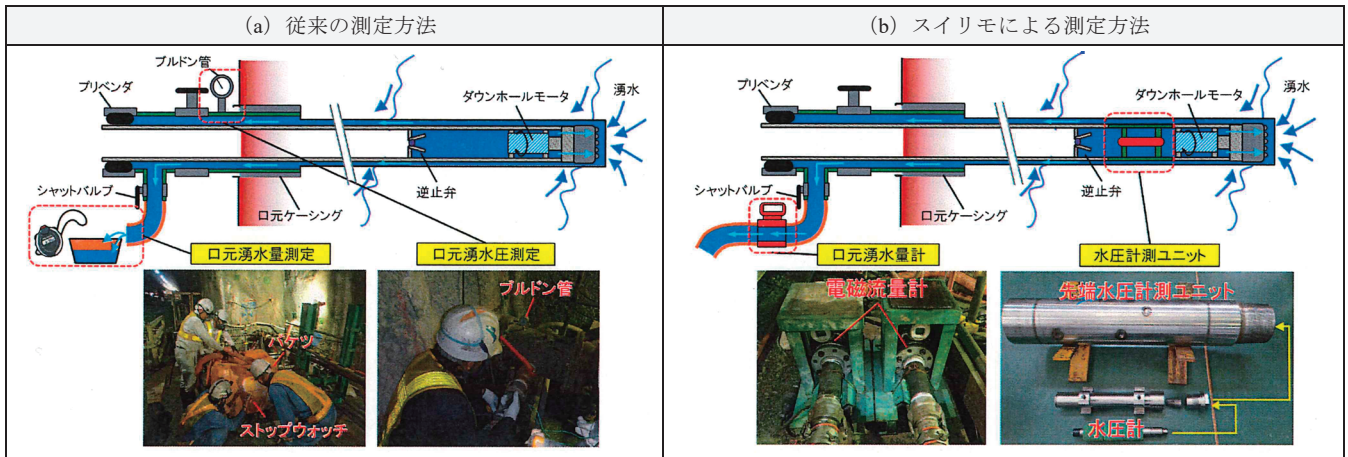 (a) 従来の測定方法
ブルドン管
プリベンダ
ダウンホールモータ
湧水
逆止弁
シャットバルブ
口元ケーシング
口元湧水量測定
口元湧水圧測定
バケツ
ストップウォッチ
ブルドン管
(b) スイリモによる測定方法
プリベンダ
ダウンホールモータ
湧水
逆止弁
シャットバルブ
口元ケーシング
口元湧水量計
水圧計測ユニット
電磁流量計
先端水圧計測ユニット
水圧計